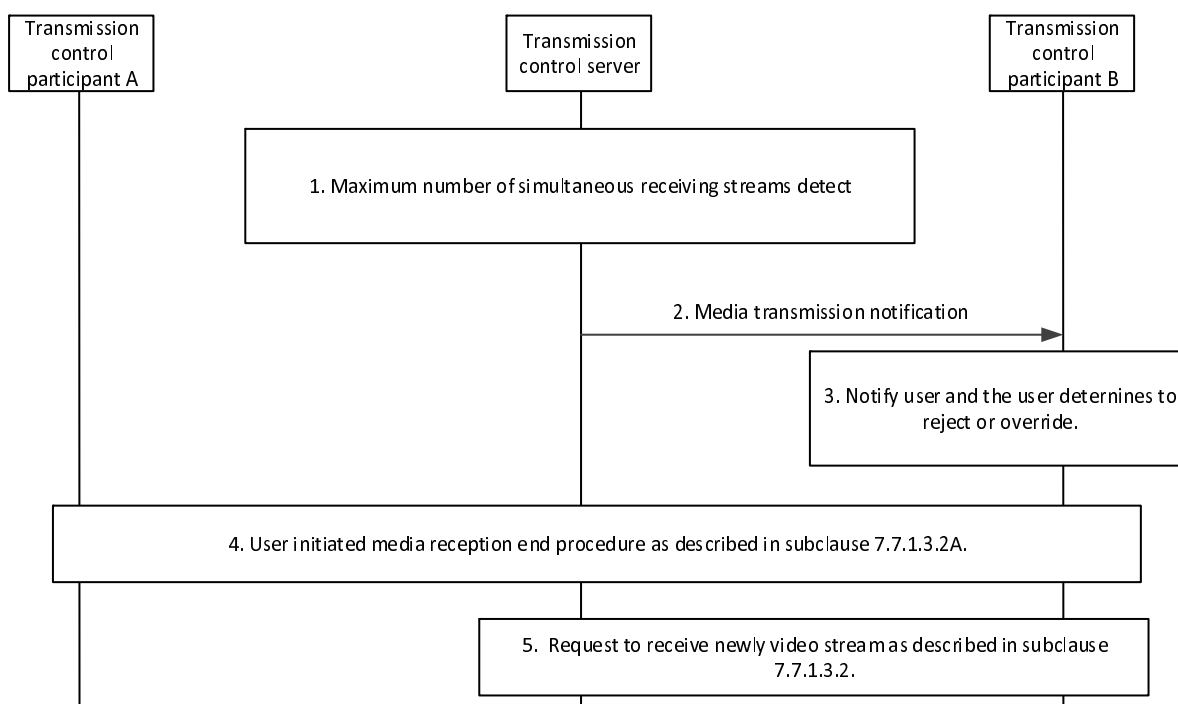 Transmission
control
participant A
Transmission
control server
Transmission
control
participant B
1. Maximum number of simultaneous receiving streams detect
2. Media transmission notification
3. Notify user and the user deternines to
reject or override.
4. User initiated media reception end procedure as described in subclause 7.7.1.3.2A.
5. Request to receive newly video stream as described in subclause
7.7.1.3.2.